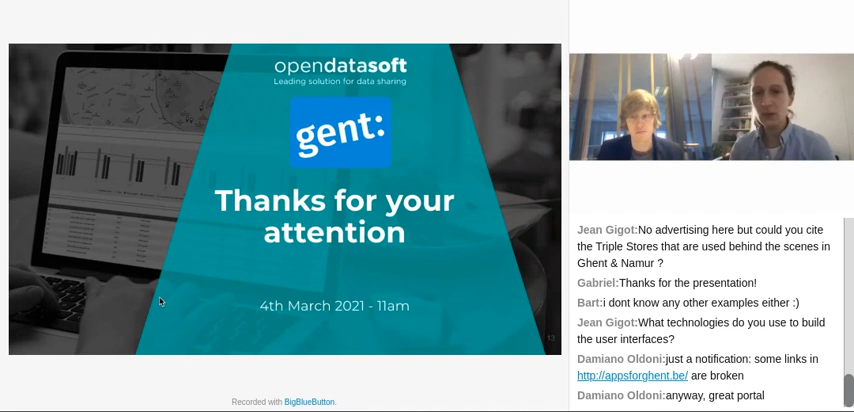 opendatasoft
Leading solution for data sharing
gent:
Thanks for your
attention
4th March 2021 - 11am
13
Recorded with BigBlueButton.
Jean Gigot:No advertising here but could you cite
the Triple Stores that are used behind the scenes in
Ghent & Namur ?
Gabriel:Thanks for the presentation!
Bart:i dont know any other examples either :)
Jean Gigot:What technologies do you use to build
the user interfaces?
Damiano Oldoni:just a notification: some links in
http://appsforghent.be/ are broken
Damiano Oldoni:anyway, great portal